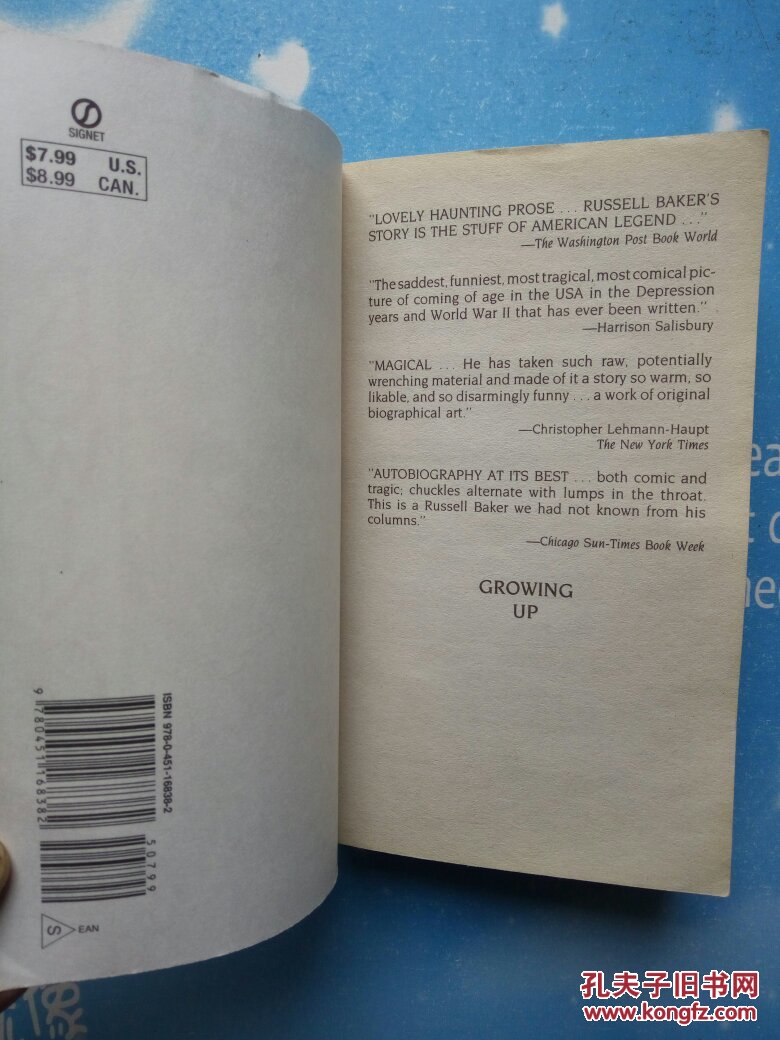 SIGNET
$7.99 U.S.
$8.99 CAN.
ISBN 978-0-451-16838-2
9 780451 168382
50799
S EAN
"LOVELY HAUNTING PROSE ... RUSSELL BAKER'S
STORY IS THE STUFF OF AMERICAN LEGEND ..."
—The Washington Post Book World
"The saddest, funniest, most tragical, most comical pic-
ture of coming of age in the USA in the Depression
years and World War II that has ever been written."
—Harrison Salisbury
"MAGICAL ... He has taken such raw, potentially
wrenching material and made of it a story so warm, so
likable, and so disarmingly funny ... a work of original
biographical art."
—Christopher Lehmann-Haupt
The New York Times
"AUTOBIOGRAPHY AT ITS BEST ... both comic and
tragic; chuckles alternate with lumps in the throat.
This is a Russell Baker we had not known from his
columns."
—Chicago Sun-Times Book Week
GROWING
UP
孔夫子旧书网
www.kongfz.com